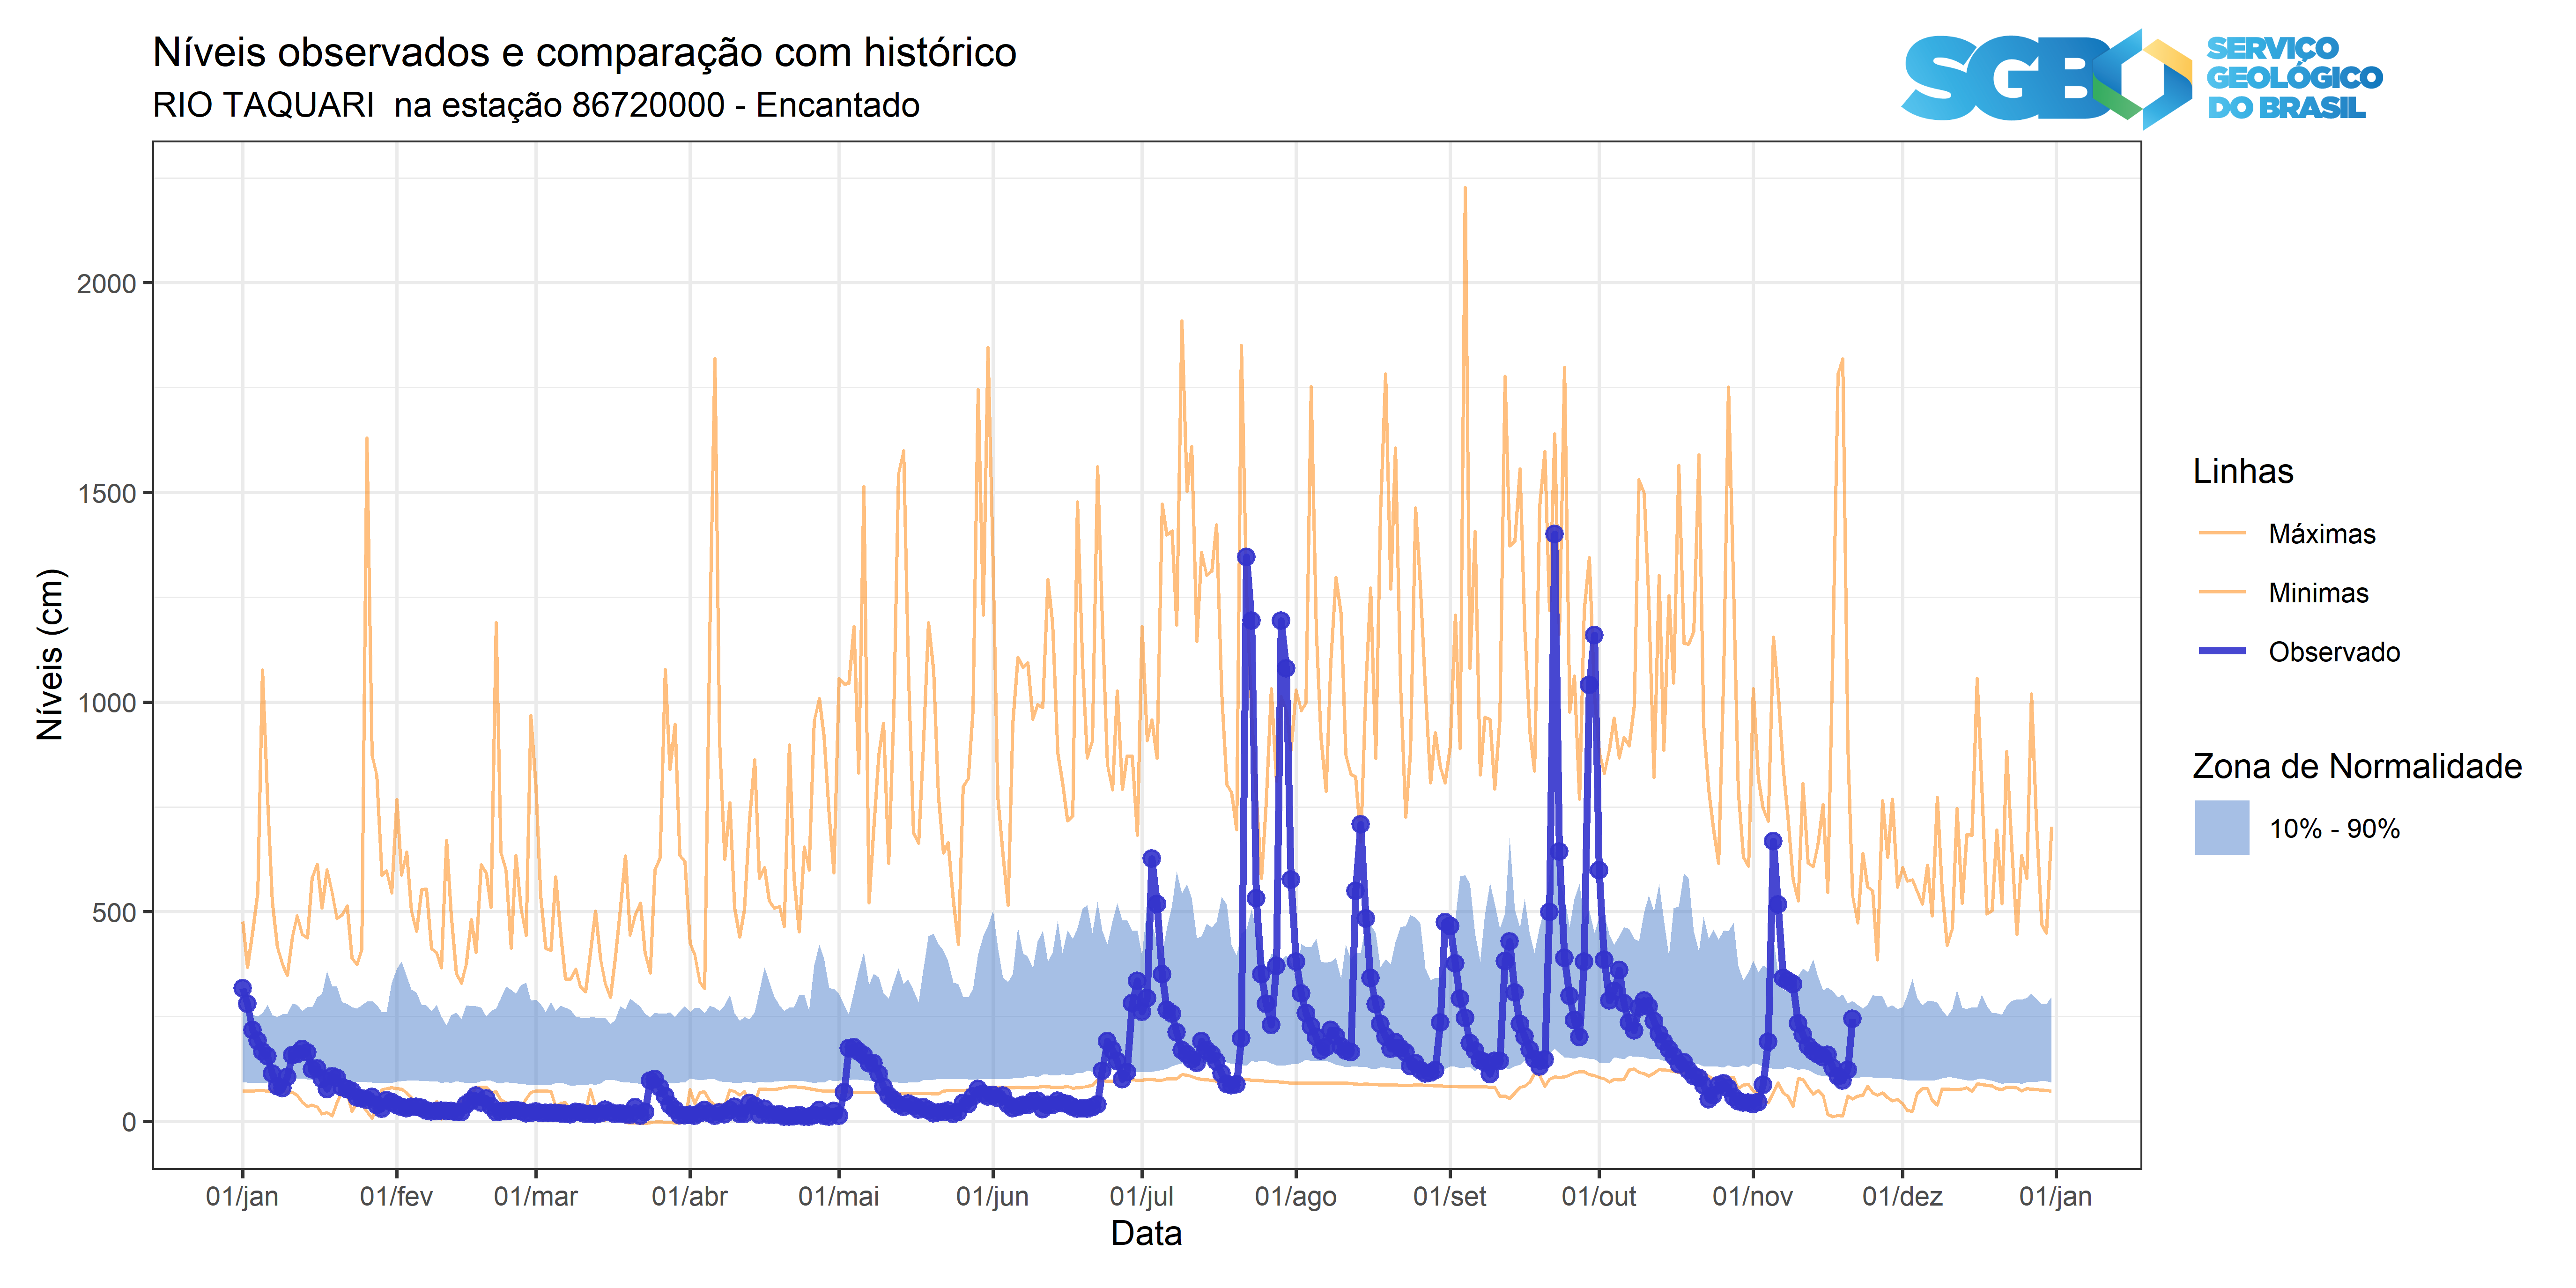 Níveis observados e comparação com histórico
RIO TAQUARI  na estação 86720000 - Encantado
SGB
SERVIÇO
GEOLÓGICO
DO BRASIL
Níveis (cm)
2000
1500
1000
500
0
01/jan
01/fev
01/mar
01/abr
01/mai
01/jun
01/jul
01/ago
01/set
01/out
01/nov
01/dez
01/jan
Data
Linhas
Máximas
Minimas
Observado
Zona de Normalidade
10% - 90%